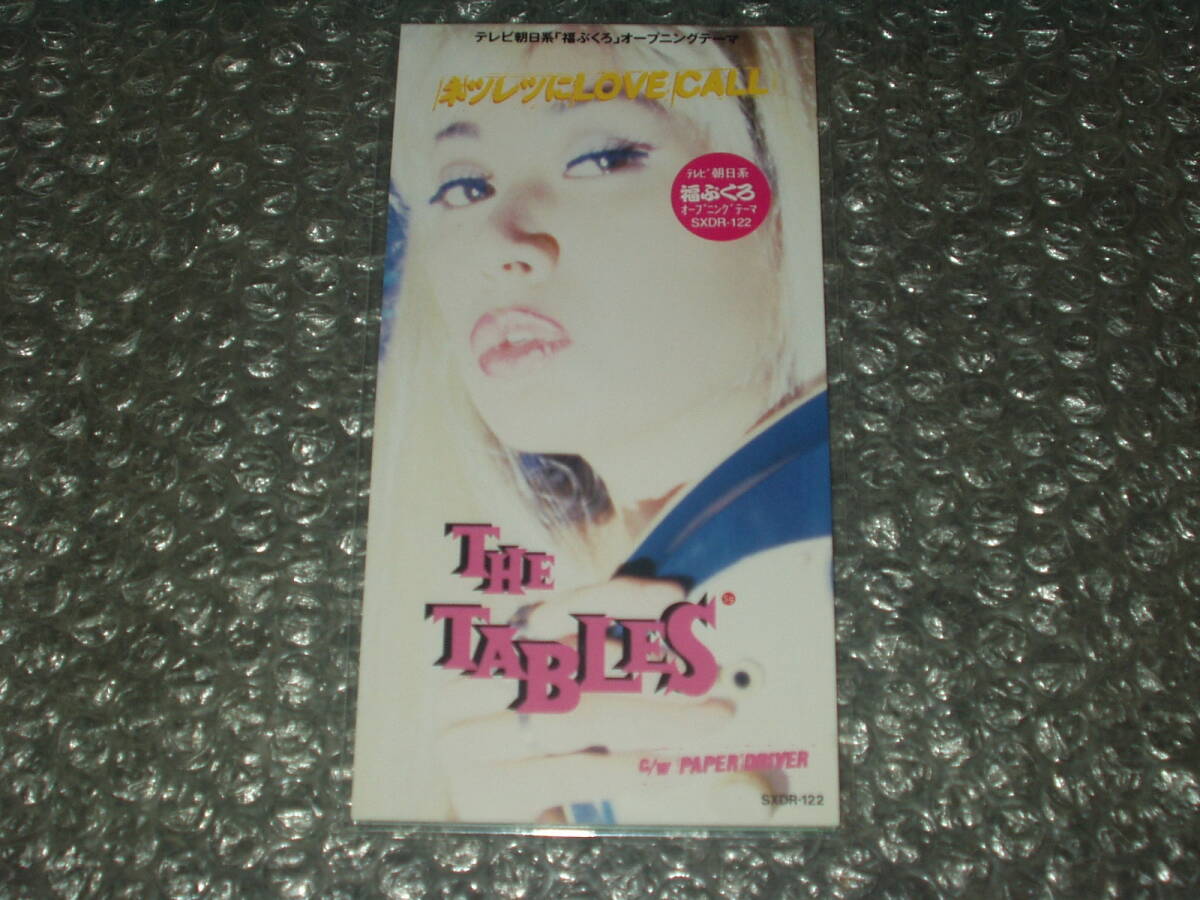 テレビ朝日系「福ぶくろ」オープニングテーマ
ネツレツにLOVE CALL
テレビ朝日系
福ぶくろ
オープニングテーマ
SXDR-122
THE
TABLES
c/w PAPER DRIVER
SXDR-122